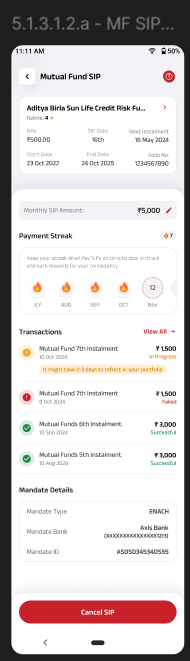 5.1.3.1.2.a - MF SIP...
11:11 AM
50%
Mutual Fund SIP
Aditya Birla Sun Life Credit Risk Fu...
Rating: 4 ★
NAV SIP Date Next Instalment
₹500.00 16th 16 May 2024
Start Date End Date Folio No.
23 Oct 2022 24 Oct 2025 1234567890
Monthly SIP Amount: ₹5,000
Payment Streak 7
Keep your streak alive! Pay SIPs on-time to stay on track
and earn rewards for your consistency.
12
JLY AUG SEP OCT Nov
Transactions View All →
Mutual Fund 7th Instalment ₹ 1,500
10 Oct 2024 In Progress
It might take 2-3 days to reflect in your portfolio
Mutual Fund 7th Instalment ₹ 1,500
8 Oct 2024 Failed
Mutual Funds 6th Instalment ₹ 3,000
10 Sep 2024 Successful
Mutual Funds 5th Instalment ₹ 3,000
10 Aug 2024 Successful
Mandate Details
Mandate Type ENACH
Mandate Bank Axis Bank
Mandate ID ASDSD34534DS55
Cancel SIP